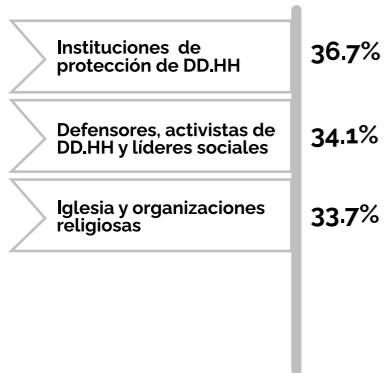 Instituciones de
protección de DD.HH
36.7%
Defensores, activistas de
DD.HH y líderes sociales
34.1%
Iglesia y organizaciones
religiosas
33.7%